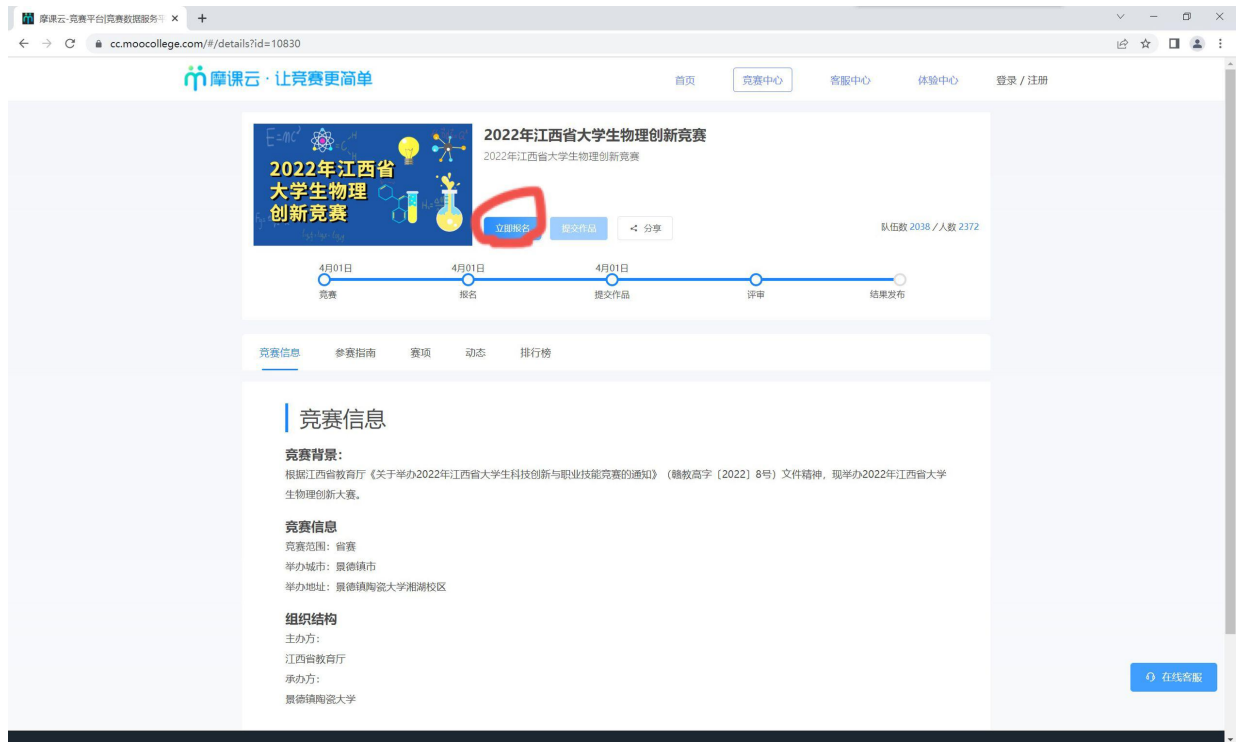 摩课云-竞赛平台|竞赛数据服务平
cc.moocollege.com/#/details?id=10830
摩课云·让竞赛更简单
首页 竞赛中心 客服中心 体验中心 登录 / 注册
2022年江西省
大学生物理
创新竞赛
2022年江西省大学生物理创新竞赛
2022年江西省大学生物理创新竞赛
立即报名 提交作品 分享
队伍数 2038 / 人数 2372
4月01日 4月01日 4月01日
竞赛 报名 提交作品 评审 结果发布
竞赛信息 参赛指南 赛项 动态 排行榜
竞赛信息
竞赛背景：
根据江西省教育厅《关于举办2022年江西省大学生科技创新与职业技能竞赛的通知》（赣教高字〔2022〕8号）文件精神，现举办2022年江西省大学
生物理创新大赛。
竞赛信息
竞赛范围：省赛
举办城市：景德镇市
举办地址：景德镇陶瓷大学湘湖校区
组织结构
主办方：
江西省教育厅
承办方：
景德镇陶瓷大学
在线客服